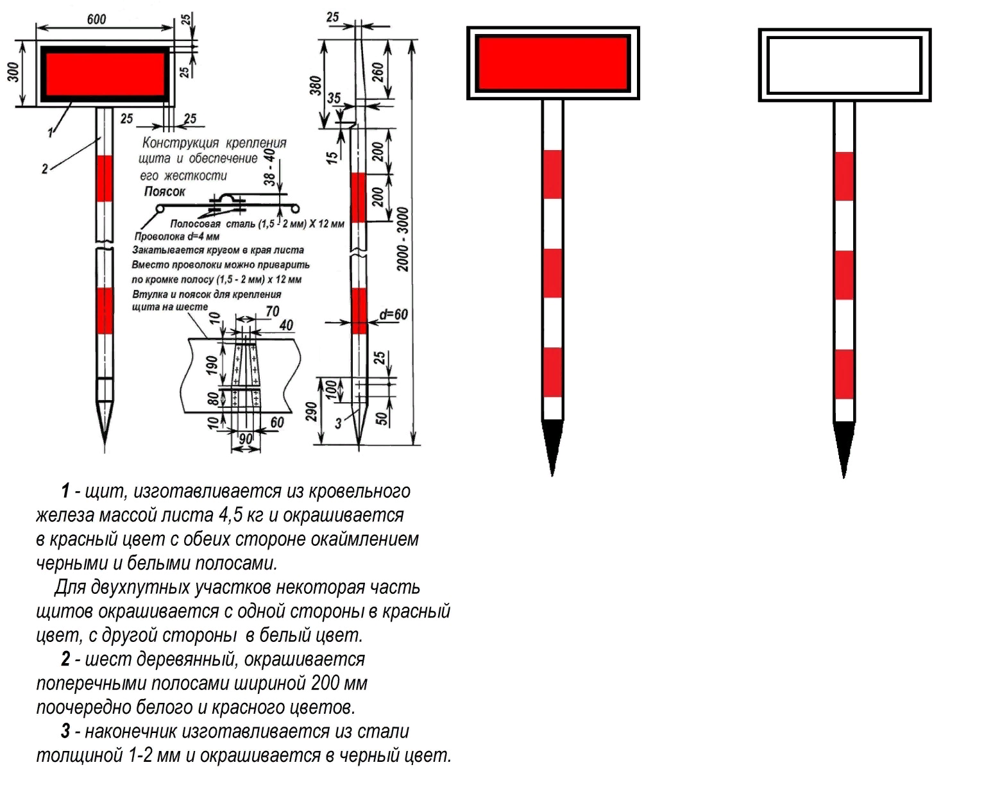 600
25
300
25
25
25
1
2
Конструкция крепления
щита и обеспечение
его жесткости
38 - 40
Поясок
Полосовая сталь (1,5 - 2 мм) X 12 мм
Проволока d=4 мм
Закатывается кругом в края листа
Вместо проволоки можно приварить
по кромке полосу (1,5 - 2 мм) х 12 мм
Втулка и поясок для крепления
щита на шесте
10
70
40
190
80
10
60
90
25
380
260
35
15
200
200
2000 - 3000
d=60
25
100
290
50
3
1 - щит, изготавливается из кровельного
железа массой листа 4,5 кг и окрашивается
в красный цвет с обеих стороне окаймлением
черными и белыми полосами.
Для двухпутных участков некоторая часть
щитов окрашивается с одной стороны в красный
цвет, с другой стороны в белый цвет.
2 - шест деревянный, окрашивается
поперечными полосами шириной 200 мм
поочередно белого и красного цветов.
3 - наконечник изготавливается из стали
толщиной 1-2 мм и окрашивается в черный цвет.